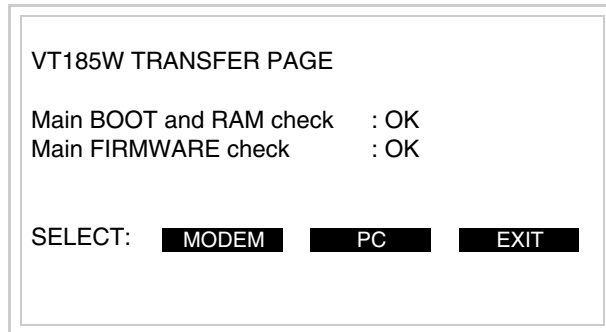 VT185W TRANSFER PAGE
Main BOOT and RAM check : OK
Main FIRMWARE check : OK
SELECT: MODEM PC EXIT